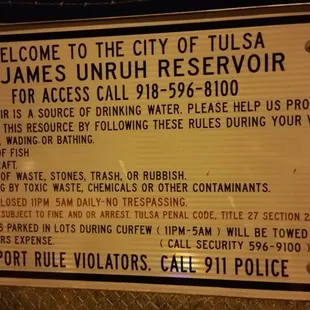 ELCOME TO THE CITY OF TULSA
JAMES UNRUH RESERVOIR
FOR ACCESS CALL 918-596-8100
IR IS A SOURCE OF DRINKING WATER. PLEASE HELP US PRO
THIS RESOURCE BY FOLLOWING THESE RULES DURING YOUR V
, WADING OR BATHING.
OF FISH
AFT.
OF WASTE, STONES, TRASH, OR RUBBISH.
G BY TOXIC WASTE, CHEMICALS OR OTHER CONTAMINANTS.
LOSED 11PM 5AM DAILY-NO TRESPASSING.
SUBJECT TO FINE AND OR ARREST. TULSA PENAL CODE, TITLE 27 SECTION 2
S PARKED IN LOTS DURING CURFEW (11PM-5AM) WILL BE TOWED
RS EXPENSE. (CALL SECURITY 596-9100)
PORT RULE VIOLATORS. CALL 911 POLICE